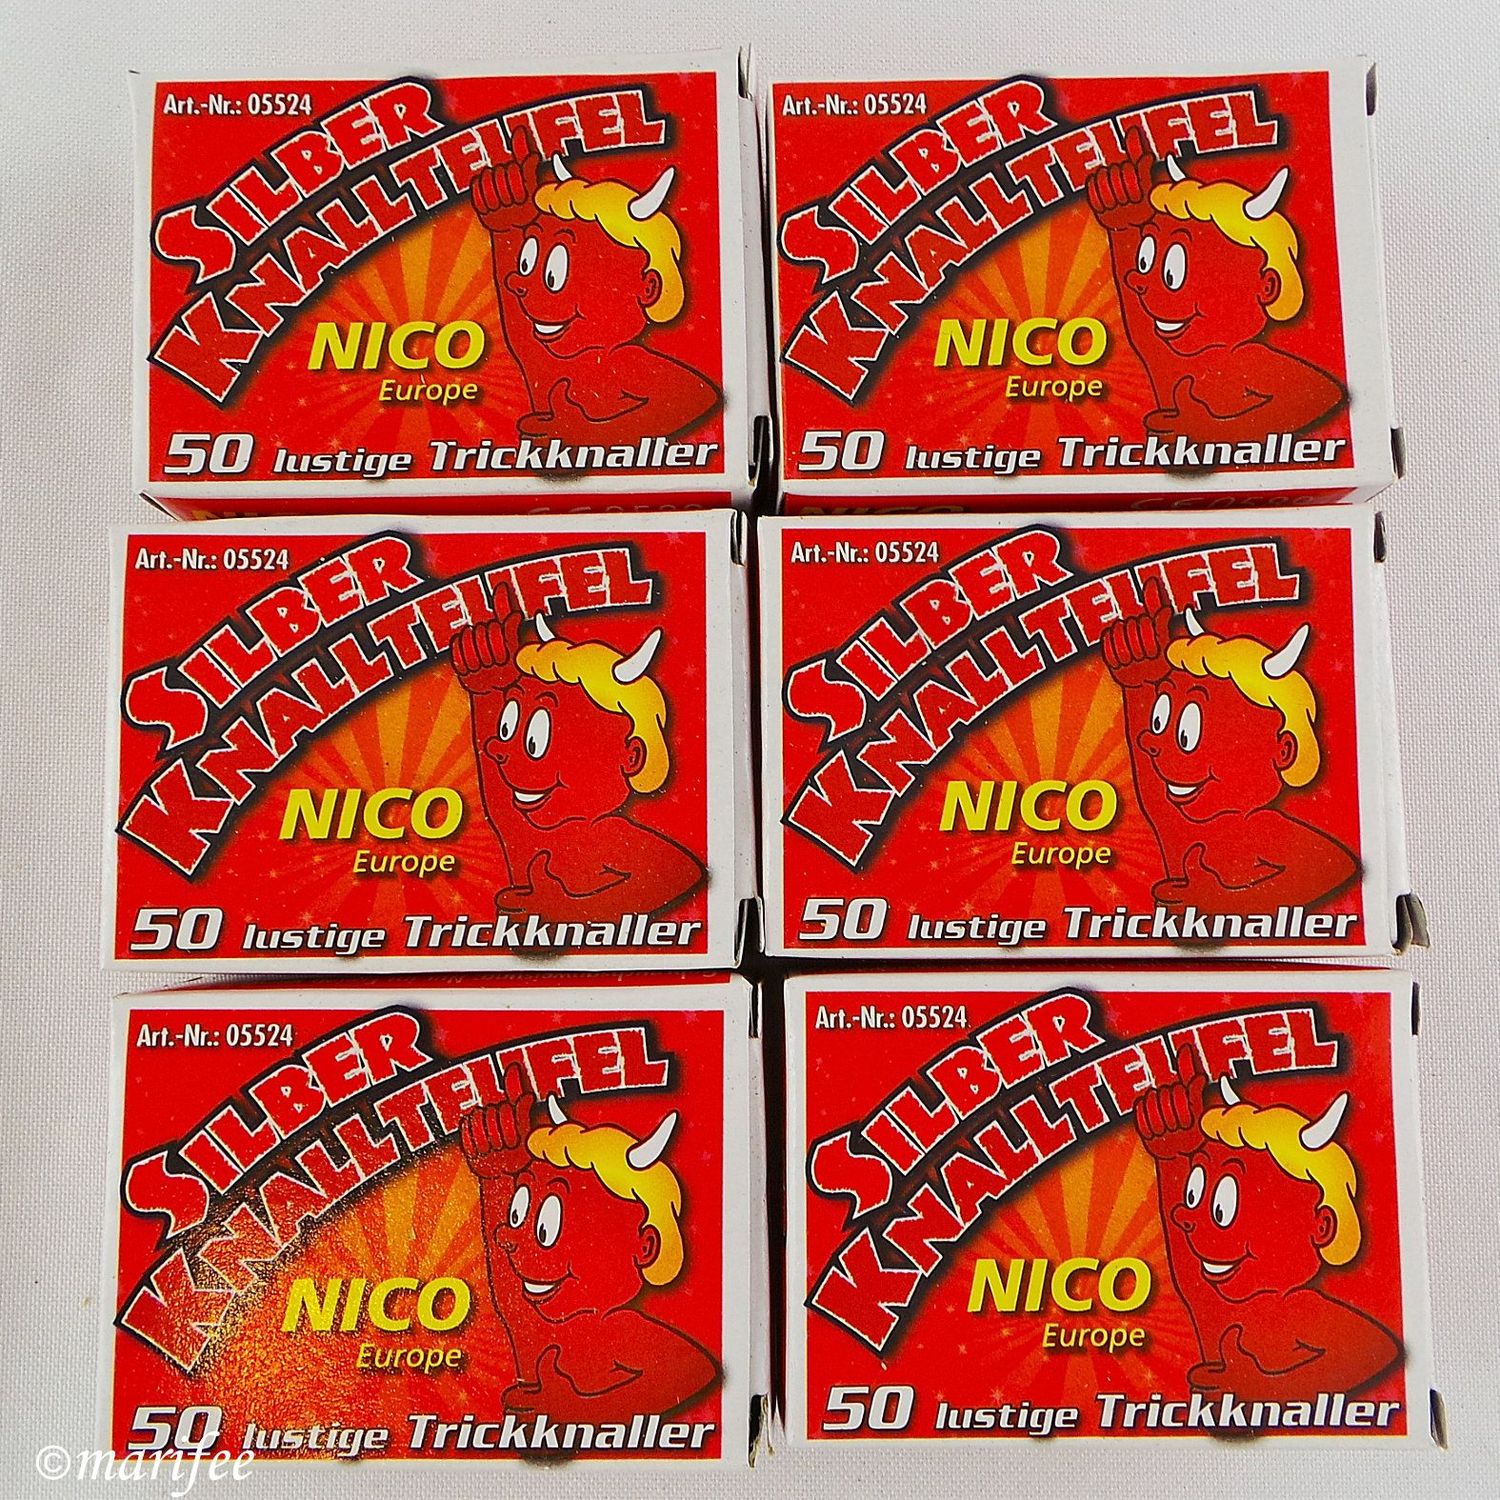 Art.-Nr.: 05524
SILBER
KNALLTEUFEL
NICO
Europe
50 lustige Trickknaller
Art.-Nr.: 05524
SILBER
KNALLTEUFEL
NICO
Europe
50 lustige Trickknaller
NICO
NICO
Art.-Nr.: 05524
SILBER
KNALLTEUFEL
NICO
Europe
50 lustige Trickknaller
Art.-Nr.: 05524
SILBER
KNALLTEUFEL
NICO
Europe
50 lustige Trickknaller
Art.-Nr.: 05524
SILBER
KNALLTEUFEL
NICO
Europe
50 lustige Trickknaller
Art.-Nr.: 05524
SILBER
KNALLTEUFEL
NICO
Europe
50 lustige Trickknaller
©marifee